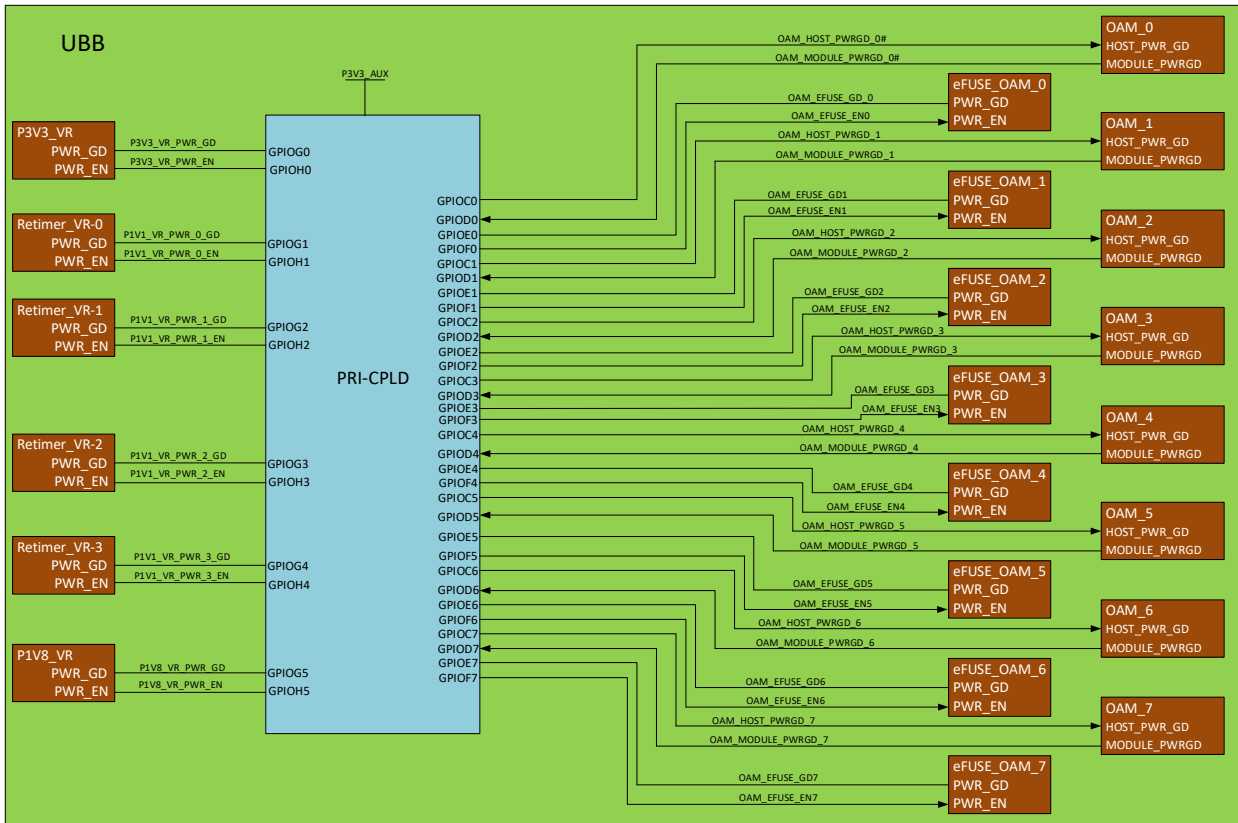 UBB
P3V3_AUX
P3V3_VR
PWR_GD
PWR_EN
P3V3_VR_PWR_GD
P3V3_VR_PWR_EN
GPIOG0
GPIOH0
Retimer_VR-0
PWR_GD
PWR_EN
P1V1_VR_PWR_0_GD
P1V1_VR_PWR_0_EN
GPIOG1
GPIOH1
Retimer_VR-1
PWR_GD
PWR_EN
P1V1_VR_PWR_1_GD
P1V1_VR_PWR_1_EN
GPIOG2
GPIOH2
Retimer_VR-2
PWR_GD
PWR_EN
P1V1_VR_PWR_2_GD
P1V1_VR_PWR_2_EN
GPIOG3
GPIOH3
Retimer_VR-3
PWR_GD
PWR_EN
P1V1_VR_PWR_3_GD
P1V1_VR_PWR_3_EN
GPIOG4
GPIOH4
P1V8_VR
PWR_GD
PWR_EN
P1V8_VR_PWR_GD
P1V8_VR_PWR_EN
GPIOG5
GPIOH5
PRI-CPLD
GPIOC0
GPIOD0
GPIOE0
GPIOF0
GPIOC1
GPIOD1
GPIOE1
GPIOF1
GPIOC2
GPIOD2
GPIOE2
GPIOF2
GPIOC3
GPIOD3
GPIOE3
GPIOF3
GPIOC4
GPIOD4
GPIOE4
GPIOF4
GPIOC5
GPIOD5
GPIOE5
GPIOF5
GPIOC6
GPIOD6
GPIOE6
GPIOF6
GPIOC7
GPIOD7
GPIOE7
GPIOF7
OAM_HOST_PWRGD_0#
OAM_MODULE_PWRGD_0#
OAM_EFUSE_GD_0
OAM_EFUSE_EN0
OAM_HOST_PWRGD_1
OAM_MODULE_PWRGD_1
OAM_EFUSE_GD1
OAM_EFUSE_EN1
OAM_HOST_PWRGD_2
OAM_MODULE_PWRGD_2
OAM_EFUSE_GD2
OAM_EFUSE_EN2
OAM_HOST_PWRGD_3
OAM_MODULE_PWRGD_3
OAM_EFUSE_GD3
OAM_EFUSE_EN3
OAM_HOST_PWRGD_4
OAM_MODULE_PWRGD_4
OAM_EFUSE_GD4
OAM_EFUSE_EN4
OAM_HOST_PWRGD_5
OAM_MODULE_PWRGD_5
OAM_EFUSE_GD5
OAM_EFUSE_EN5
OAM_HOST_PWRGD_6
OAM_MODULE_PWRGD_6
OAM_EFUSE_GD6
OAM_EFUSE_EN6
OAM_HOST_PWRGD_7
OAM_MODULE_PWRGD_7
OAM_EFUSE_GD7
OAM_EFUSE_EN7
eFUSE_OAM_0
PWR_GD
PWR_EN
eFUSE_OAM_1
PWR_GD
PWR_EN
eFUSE_OAM_2
PWR_GD
PWR_EN
eFUSE_OAM_3
PWR_GD
PWR_EN
eFUSE_OAM_4
PWR_GD
PWR_EN
eFUSE_OAM_5
PWR_GD
PWR_EN
eFUSE_OAM_6
PWR_GD
PWR_EN
eFUSE_OAM_7
PWR_GD
PWR_EN
OAM_0
HOST_PWR_GD
MODULE_PWRGD
OAM_1
HOST_PWR_GD
MODULE_PWRGD
OAM_2
HOST_PWR_GD
MODULE_PWRGD
OAM_3
HOST_PWR_GD
MODULE_PWRGD
OAM_4
HOST_PWR_GD
MODULE_PWRGD
OAM_5
HOST_PWR_GD
MODULE_PWRGD
OAM_6
HOST_PWR_GD
MODULE_PWRGD
OAM_7
HOST_PWR_GD
MODULE_PWRGD